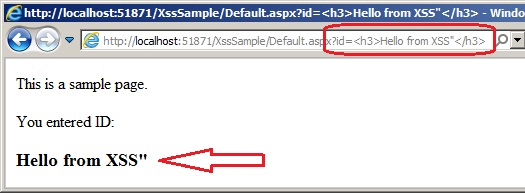 http://localhost:51871/XssSample/Default.aspx?id=<h3>Hello from XSS"</h3> - Windo
http://localhost:51871/XssSample/Default.aspx?id=<h3>Hello from XSS"</h3>
This is a sample page.
You entered ID:
Hello from XSS"